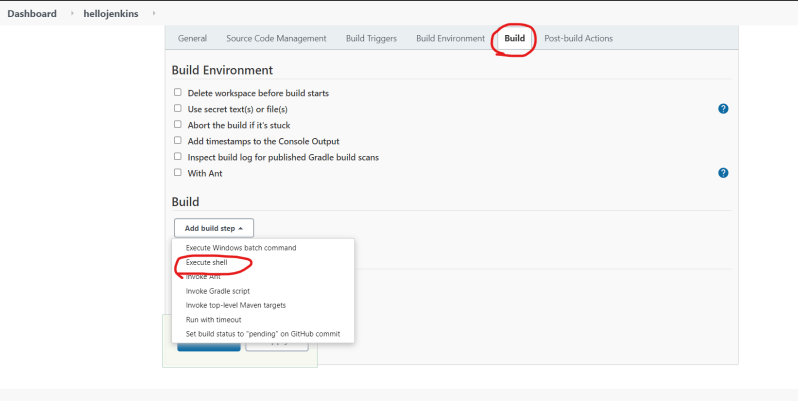 Dashboard hellojenkins
General Source Code Management Build Triggers Build Environment Build Post-build Actions
Build Environment
Delete workspace before build starts
Use secret text(s) or file(s)
?
Abort the build if it's stuck
Add timestamps to the Console Output
Inspect build log for published Gradle build scans
With Ant
?
Build
Add build step
Execute Windows batch command
Execute shell
Invoke Ant
Invoke Gradle script
Invoke top-level Maven targets
Run with timeout
Set build status to "pending" on GitHub commit